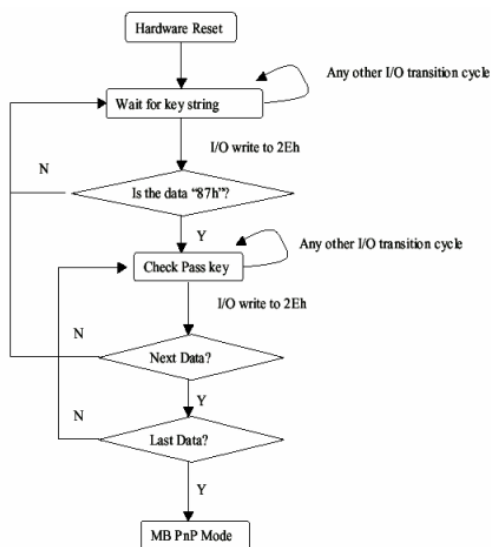 Hardware Reset
Any other I/O transition cycle
Wait for key string
I/O write to 2Eh
N
Is the data “87h”?
Y
Any other I/O transition cycle
Check Pass key
I/O write to 2Eh
N
Next Data?
Y
N
Last Data?
Y
MB PnP Mode